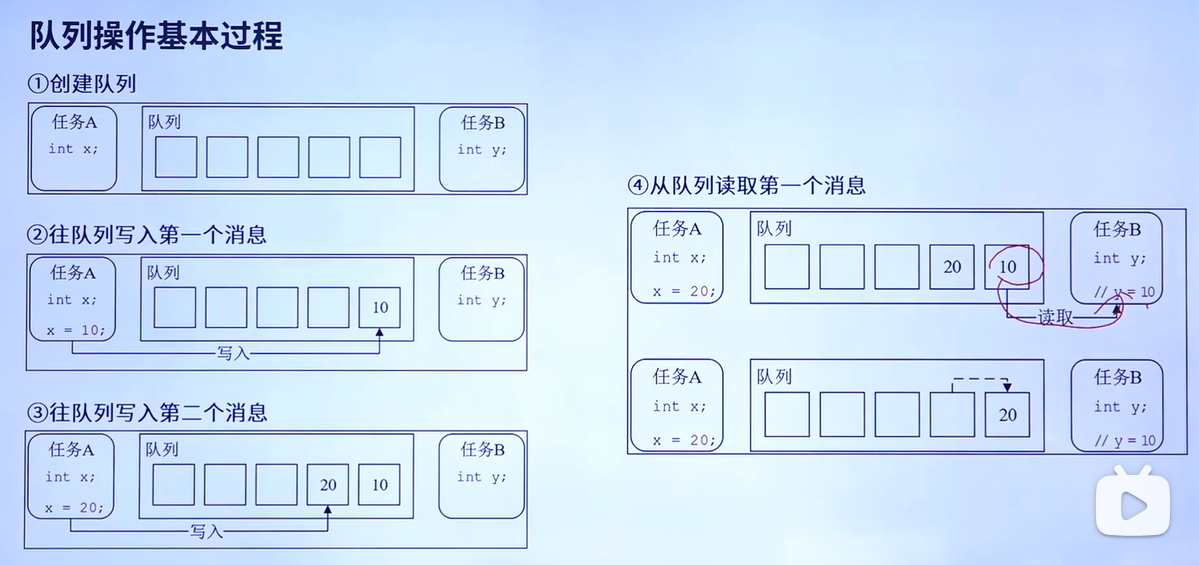 队列操作基本过程
①创建队列
任务A
int x;
队列
任务B
int y;
②往队列写入第一个消息
任务A
int x;
x = 10;
队列
10
任务B
int y;
写入
③往队列写入第二个消息
任务A
int x;
x = 20;
队列
20 10
任务B
int y;
写入
④从队列读取第一个消息
任务A
int x;
x = 20;
队列
20 10
任务B
int y;
// y = 10
读取
任务A
int x;
x = 20;
队列
20
任务B
int y;
// y = 10